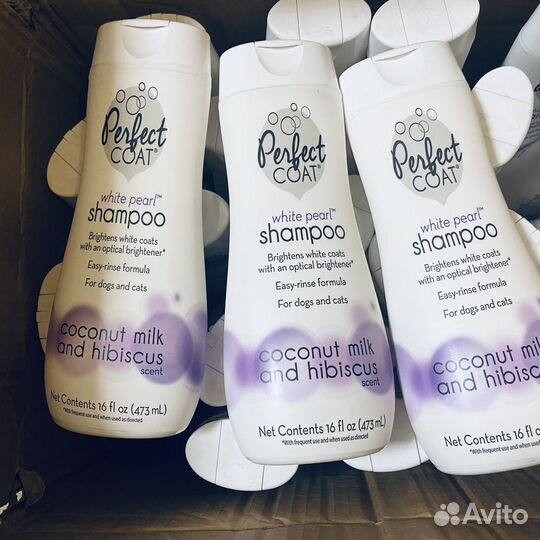 Perfect
COAT®
white pearl™
shampoo
Brightens white coats
with an optical brightener*
Easy-rinse formula
For dogs and cats
coconut milk
and hibiscus
scent
Net Contents 16 fl oz (473 mL)
*With frequent use and when used as directed
Perfect
COAT®
white pearl™
shampoo
Brightens white coats
with an optical brightener*
Easy-rinse formula
For dogs and cats
coconut milk
and hibiscus
scent
Net Contents 16 fl oz (473 mL)
*With frequent use and when used as directed
Perfect
COAT®
white pearl™
shampoo
Brightens white coats
with an optical brightener*
Easy-rinse formula
For dogs and cats
coconut milk
and hibiscus
Net Contents 16 fl oz
Avito